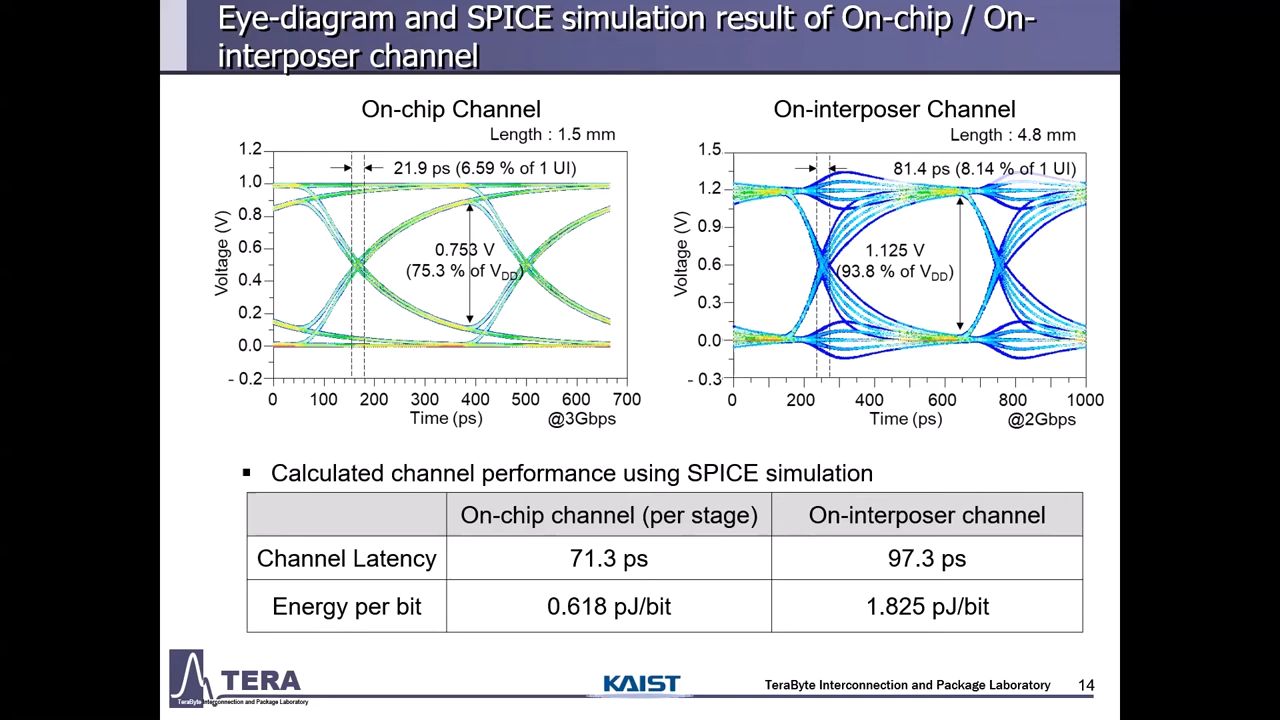 Eye-diagram and SPICE simulation result of On-chip / On-
interposer channel
On-chip Channel
Length : 1.5 mm
21.9 ps (6.59 % of 1 UI)
1.2
1.0
0.8
0.6
0.4
0.2
0.0
- 0.2
Voltage (V)
0.753 V
(75.3 % of VDD)
0 100 200 300 400 500 600 700
Time (ps)
@3Gbps
On-interposer Channel
Length : 4.8 mm
81.4 ps (8.14 % of 1 UI)
1.5
1.2
0.9
0.6
0.3
0.0
- 0.3
Voltage (V)
1.125 V
(93.8 % of VDD)
0 200 400 600 800 1000
Time (ps)
@2Gbps
▪ Calculated channel performance using SPICE simulation
On-chip channel (per stage) On-interposer channel
Channel Latency 71.3 ps 97.3 ps
Energy per bit 0.618 pJ/bit 1.825 pJ/bit
TERA
TeraByte Interconnection and Package Laboratory
KAIST
TeraByte Interconnection and Package Laboratory
14